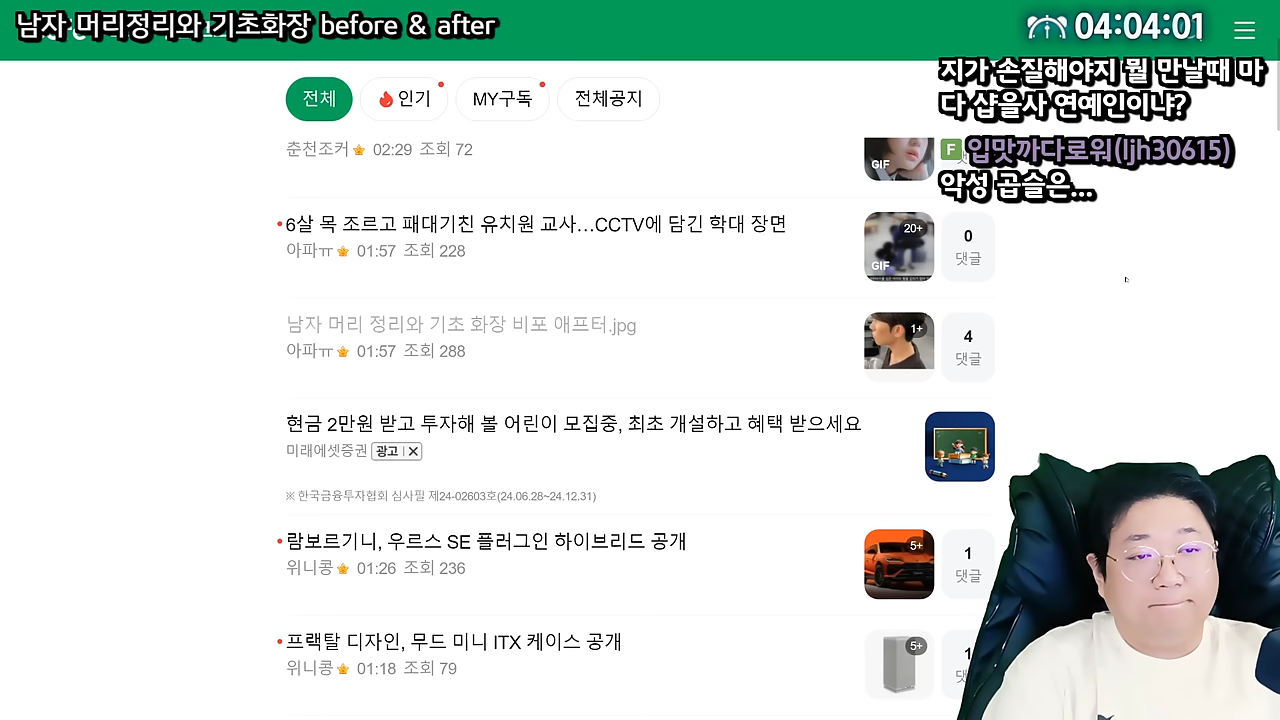 남자 머리정리와 기초화장 before & after
04:04:01
지가 손질해야지 뭘 만날때 마
다 샵을사 연예인이냐?
F 입맛까다로워(ljh30615)
악성 곱슬은...
전체
인기
MY구독
전체공지
춘천조커 02:29 조회 72
GIF
6살 목 조르고 패대기친 유치원 교사...CCTV에 담긴 학대 장면
아파ㅠ 01:57 조회 228
20+
GIF
0
댓글
남자 머리 정리와 기초 화장 비포 애프터.jpg
아파ㅠ 01:57 조회 288
1+
4
댓글
현금 2만원 받고 투자해 볼 어린이 모집중, 최초 개설하고 혜택 받으세요
미래에셋증권 광고 X
※ 한국금융투자협회 심사필 제24-02603호(24.06.28~24.12.31)
람보르기니, 우르스 SE 플러그인 하이브리드 공개
위니콩 01:26 조회 236
5+
1
댓글
프랙탈 디자인, 무드 미니 ITX 케이스 공개
위니콩 01:18 조회 79
5+
1